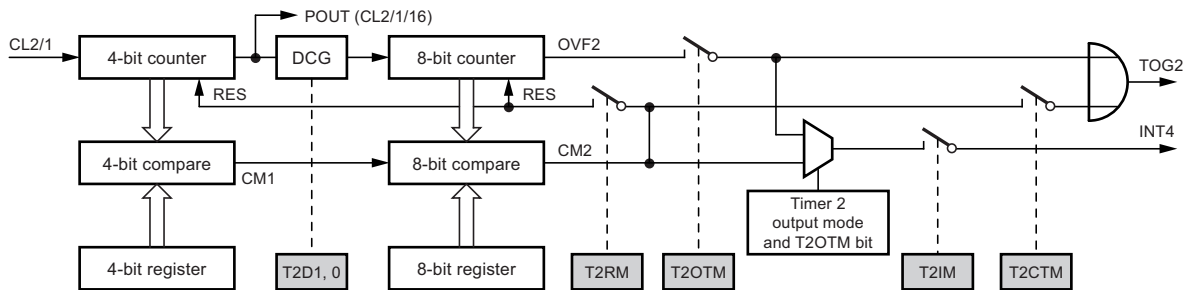 POUT (CL2/1/16)
CL2/1
4-bit counter
DCG
8-bit counter
OVF2
TOG2
RES
RES
4-bit compare
CM1
8-bit compare
CM2
INT4
Timer 2
output mode
and T2OTM bit
4-bit register
T2D1, 0
8-bit register
T2RM
T2OTM
T2IM
T2CTM